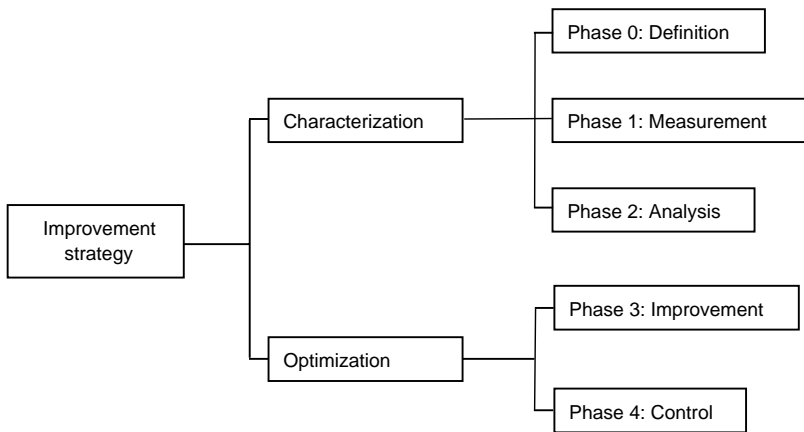 Phase 0: Definition
Characterization
Phase 1: Measurement
Phase 2: Analysis
Improvement
strategy
Phase 3: Improvement
Optimization
Phase 4: Control